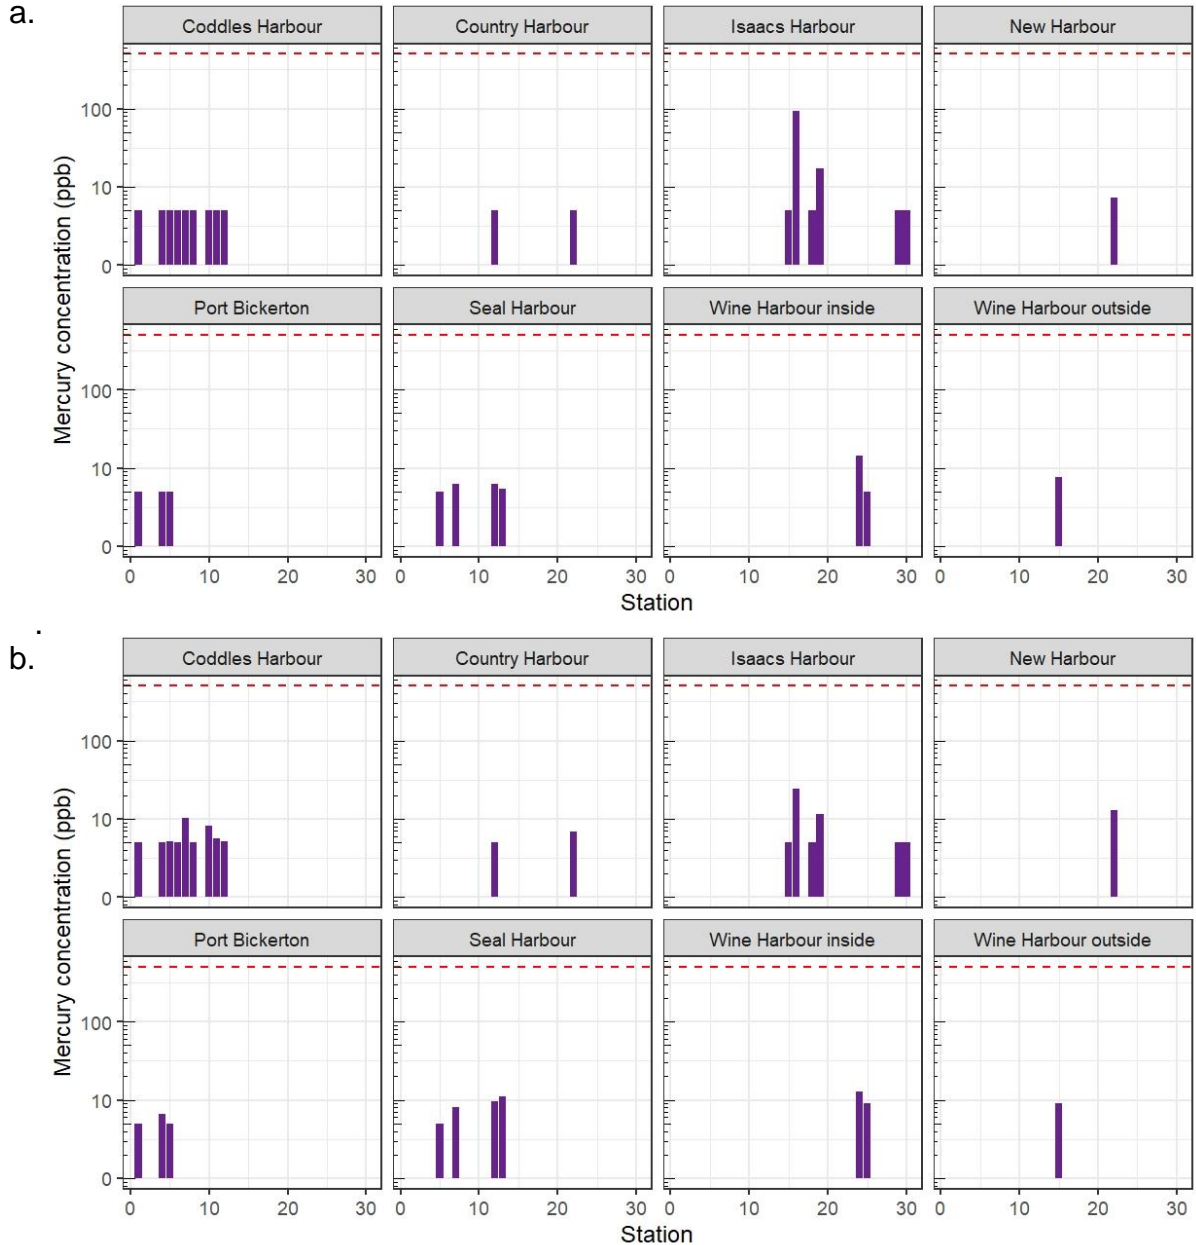 a.
Coddles Harbour Country Harbour Isaacs Harbour New Harbour
100
10
0
Port Bickerton Seal Harbour Wine Harbour inside Wine Harbour outside
100
10
0
0 10 20 30 0 10 20 30 0 10 20 30 0 10 20 30
Mercury concentration (ppb)
Station
.
b.
Coddles Harbour Country Harbour Isaacs Harbour New Harbour
100
10
0
Port Bickerton Seal Harbour Wine Harbour inside Wine Harbour outside
100
10
0
0 10 20 30 0 10 20 30 0 10 20 30 0 10 20 30
Mercury concentration (ppb)
Station